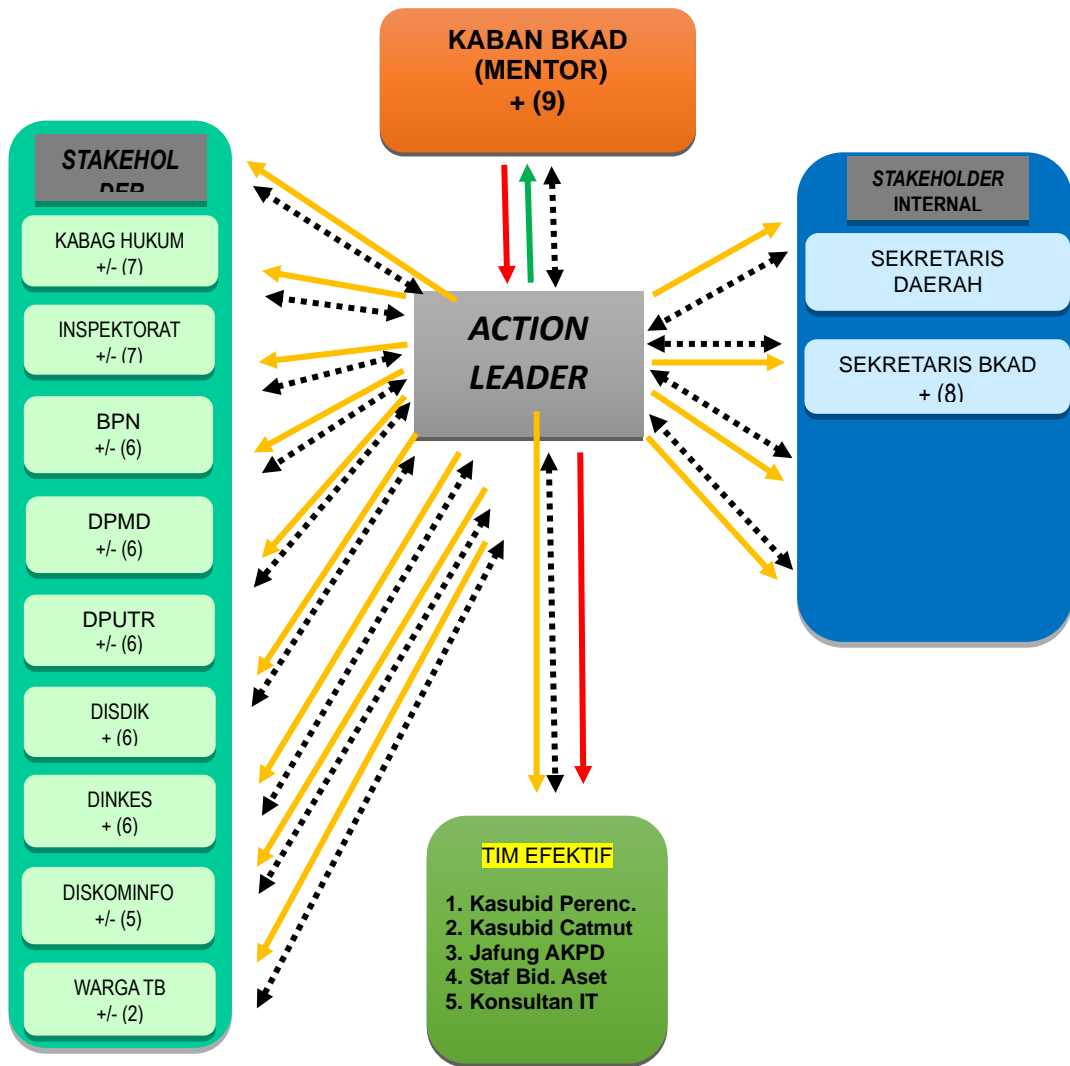 KABAN BKAD
(MENTOR)
+ (9)
STAKEHOL
DER
KABAG HUKUM
+/- (7)
INSPEKTORAT
+/- (7)
BPN
+/- (6)
DPMD
+/- (6)
DPUTR
+/- (6)
DISDIK
+ (6)
DINKES
+ (6)
DISKOMINFO
+/- (5)
WARGA TB
+/- (2)
ACTION
LEADER
STAKEHOLDER
INTERNAL
SEKRETARIS
DAERAH
SEKRETARIS BKAD
+ (8)
TIM EFEKTIF
1. Kasubid Perenc.
2. Kasubid Catmut
3. Jafung AKPD
4. Staf Bid. Aset
5. Konsultan IT